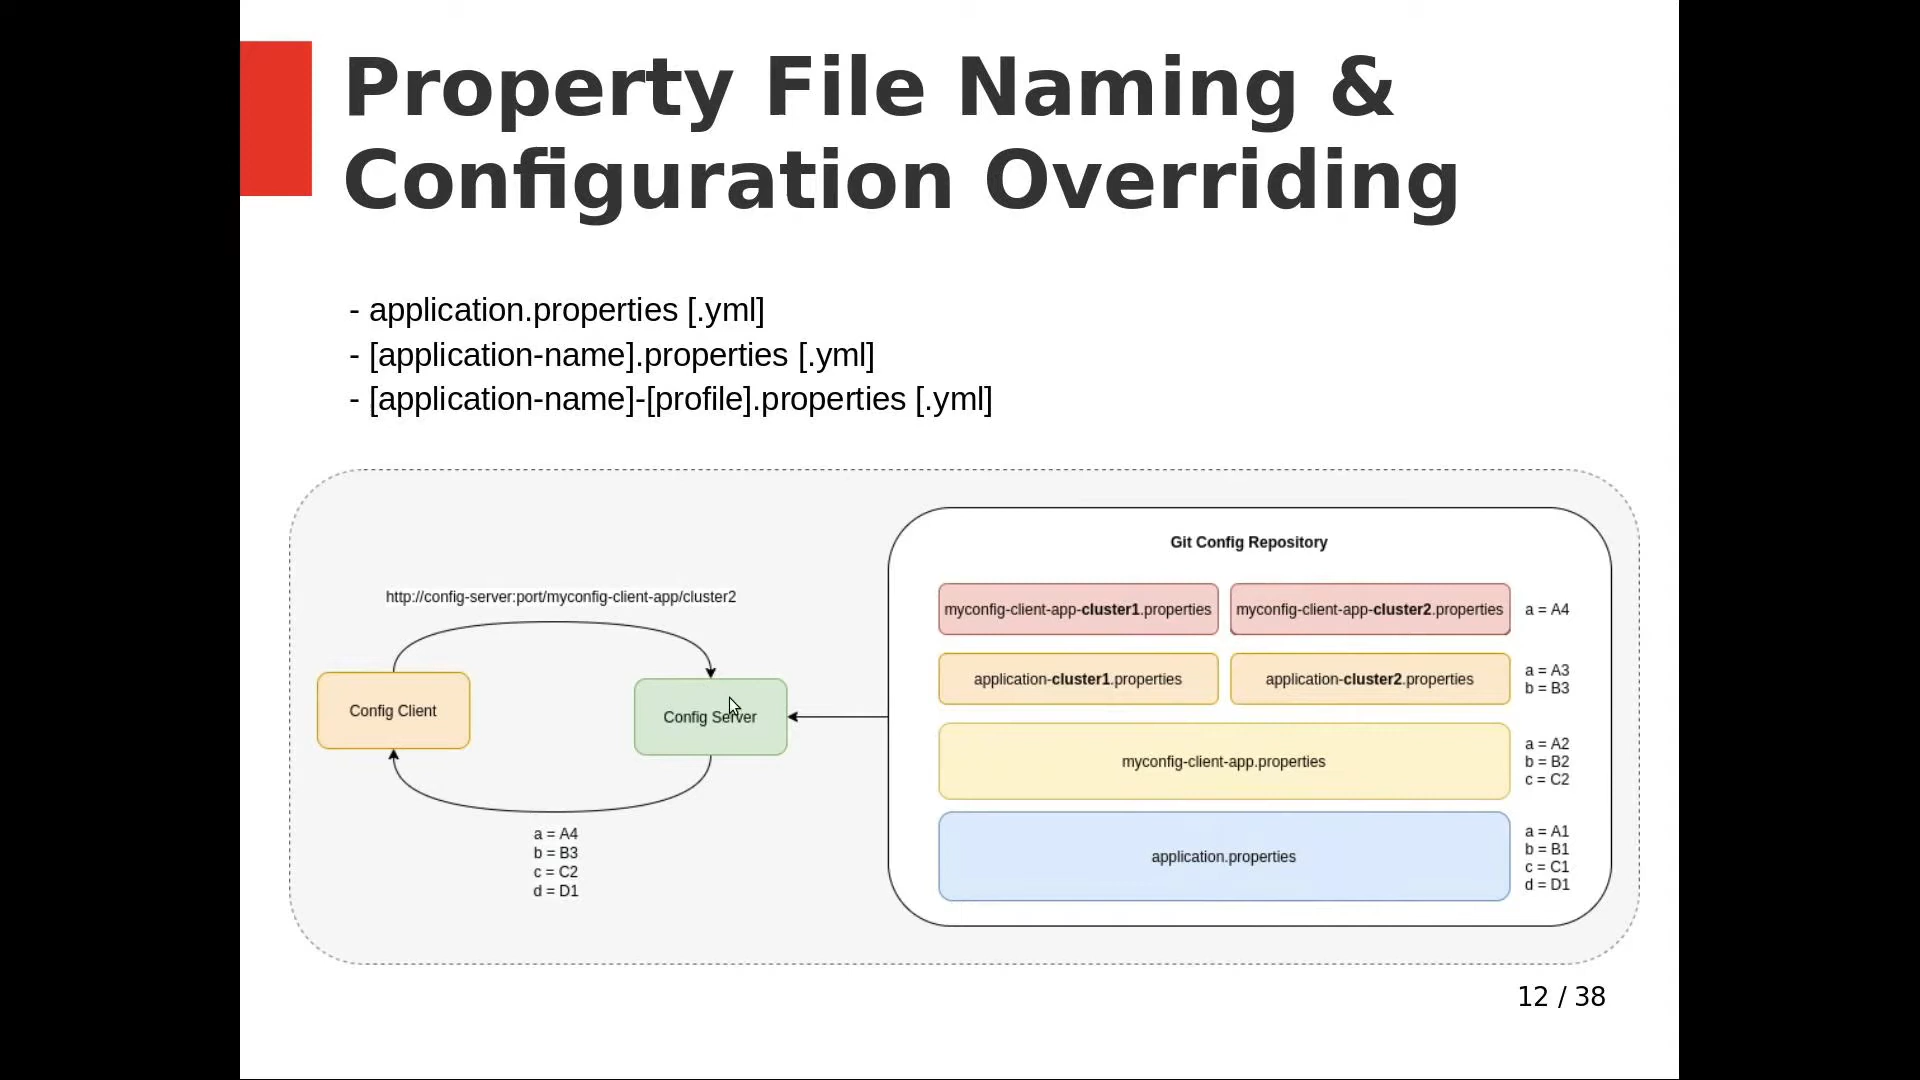 Property File Naming &
Configuration Overriding
- application.properties [.yml]
- [application-name].properties [.yml]
- [application-name]-[profile].properties [.yml]
http://config-server:port/myconfig-client-app/cluster2
Config Client
Config Server
a = A4
b = B3
c = C2
d = D1
Git Config Repository
myconfig-client-app-cluster1.properties
myconfig-client-app-cluster2.properties
a = A4
application-cluster1.properties
application-cluster2.properties
a = A3
b = B3
myconfig-client-app.properties
a = A2
b = B2
c = C2
application.properties
a = A1
b = B1
c = C1
d = D1
12 / 38